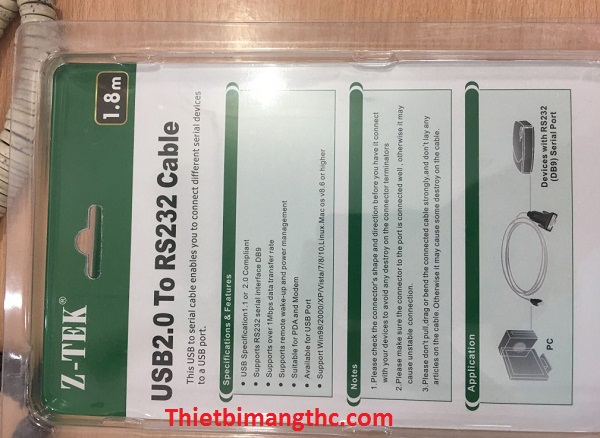 Z-TEK®
1.8m
USB2.0 To RS232 Cable
This USB to serial cable enables you to connect different serial devices
to a USB port.
Specifications & Features
• USB Specification1.1 or 2.0 Compliant
• Supports RS232 serial interface DB9
• Supports over 1Mbps data transfer rate
• Supports remote wake-up and power management
• Suitable for PDA and Modem
• Available for USB Port
• Support Win98/2000/XP/Vista/7/8/10,Linux,Mac os v8.6 or higher
Notes
1.Please check the connector's shape and direction before you have it connect
with your devices to avoid any destroy on the connector terminators
2.Please make sure the connector to the port is connected well , otherwise it may
cause unstable connection.
3.Please don't pull,drag or bend the connected cable strongly,and don't lay any
articles on the cable. Otherwise it may cause some destroy on the cable.
Application
PC
Devices with RS232
(DB9) Serial Port
Thietbimangthc.com